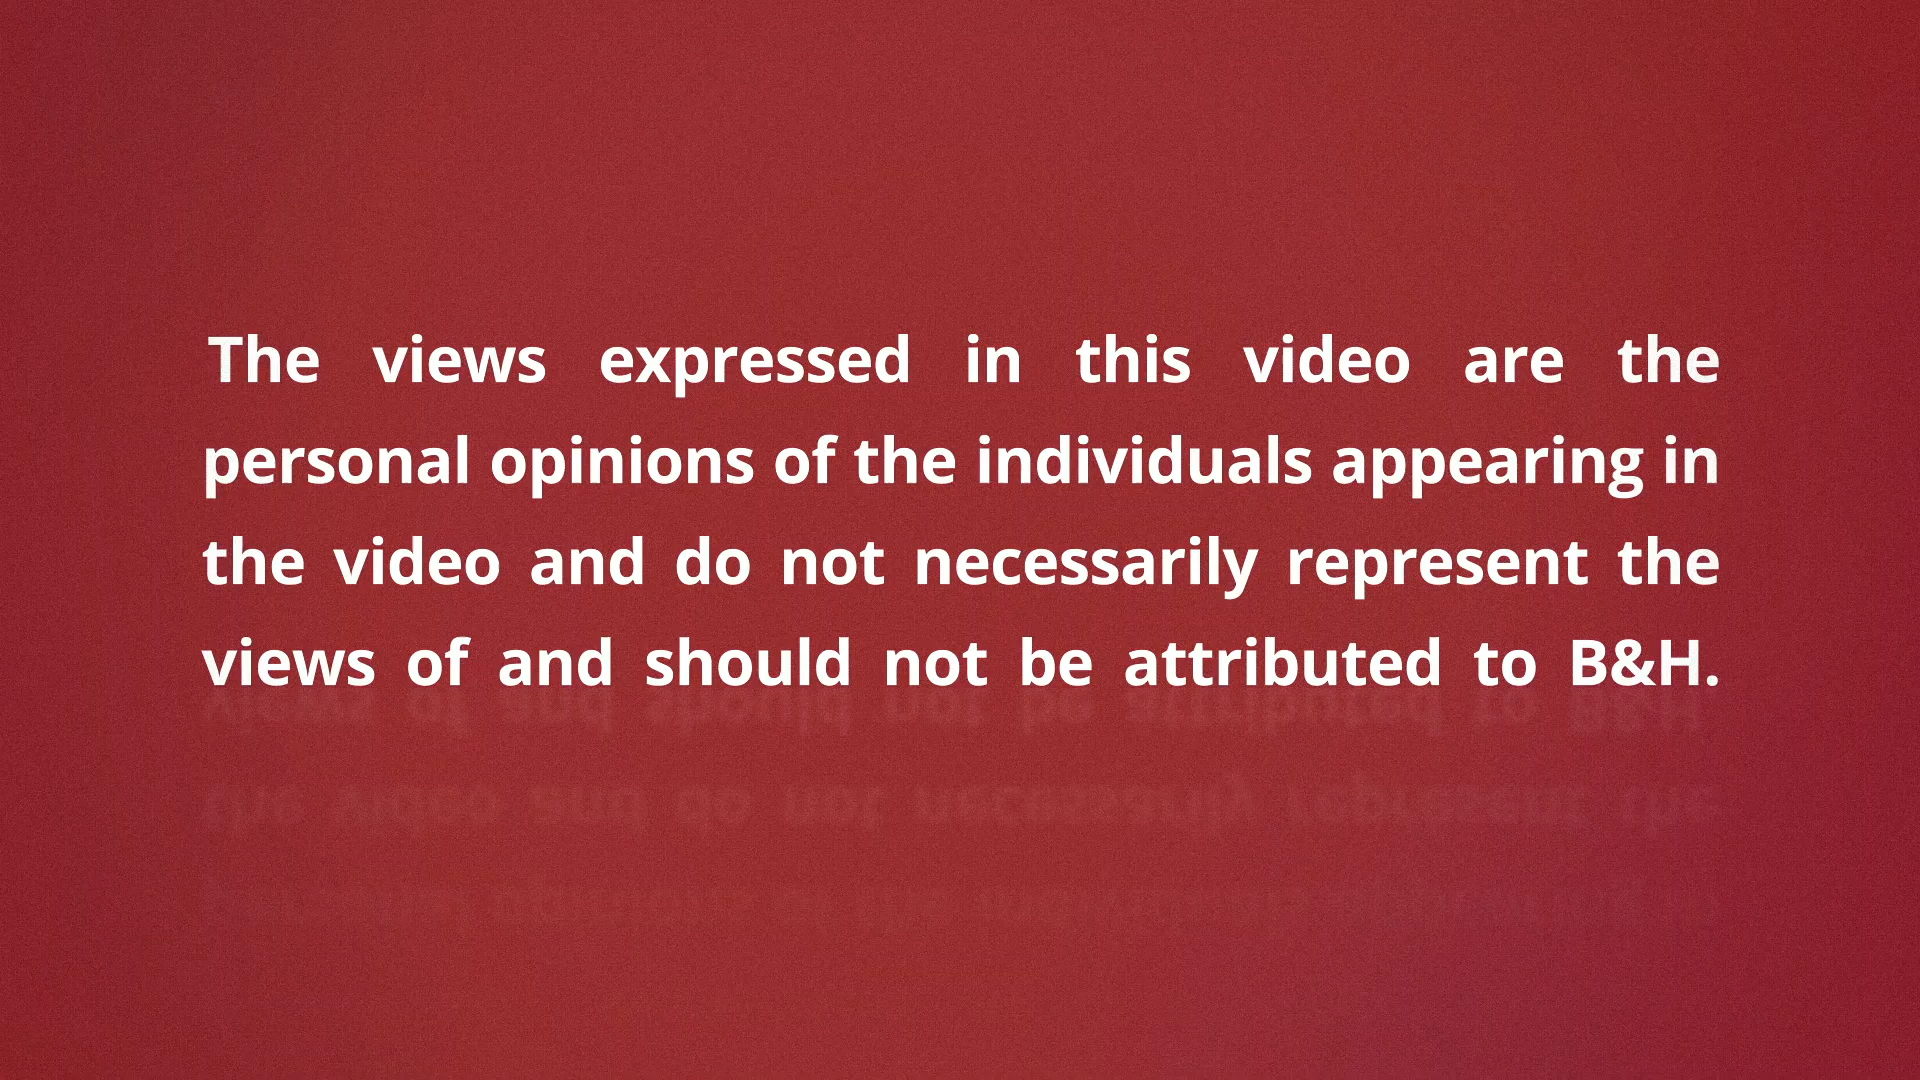 The views expressed in this video are the
personal opinions of the individuals appearing in
the video and do not necessarily represent the
views of and should not be attributed to B&H.